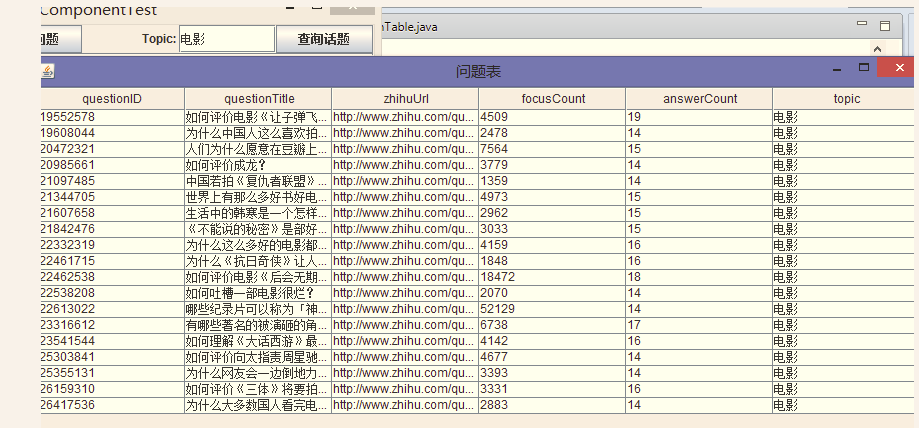 ComponentTest
问题 Topic: 电影 查询话题 nTable.java
问题表
questionID questionTitle zhihuUrl focusCount answerCount topic
19552578 如何评价电影《让子弹飞... http://www.zhihu.com/qu... 4509 19 电影
19608044 为什么中国人这么喜欢拍... http://www.zhihu.com/qu... 2478 14 电影
20472321 人们为什么愿意在豆瓣上... http://www.zhihu.com/qu... 7564 15 电影
20985661 如何评价成龙？ http://www.zhihu.com/qu... 3779 14 电影
21097485 中国若拍《复仇者联盟》... http://www.zhihu.com/qu... 1359 14 电影
21344705 世界上有那么多好书好电... http://www.zhihu.com/qu... 4973 15 电影
21607658 生活中的韩寒是一个怎样... http://www.zhihu.com/qu... 2962 15 电影
21842476 《不能说的秘密》是部好... http://www.zhihu.com/qu... 3033 15 电影
22332319 为什么这么多好的电影都... http://www.zhihu.com/qu... 4159 16 电影
22461715 为什么《抗日奇侠》让人... http://www.zhihu.com/qu... 1848 16 电影
22462538 如何评价电影《后会无期... http://www.zhihu.com/qu... 18472 18 电影
22538208 如何吐槽一部电影很烂？ http://www.zhihu.com/qu... 2070 14 电影
22613022 哪些纪录片可以称为「神... http://www.zhihu.com/qu... 52129 14 电影
23316612 有哪些著名的被演砸的角... http://www.zhihu.com/qu... 6738 17 电影
23541544 如何理解《大话西游》最... http://www.zhihu.com/qu... 4142 16 电影
25303841 如何评价向太指责周星驰... http://www.zhihu.com/qu... 4677 14 电影
25355131 为什么网友会一边倒地力... http://www.zhihu.com/qu... 3393 14 电影
26159310 如何评价《三体》将要拍... http://www.zhihu.com/qu... 3331 16 电影
26417536 为什么大多数国人看完电... http://www.zhihu.com/qu... 2883 14 电影